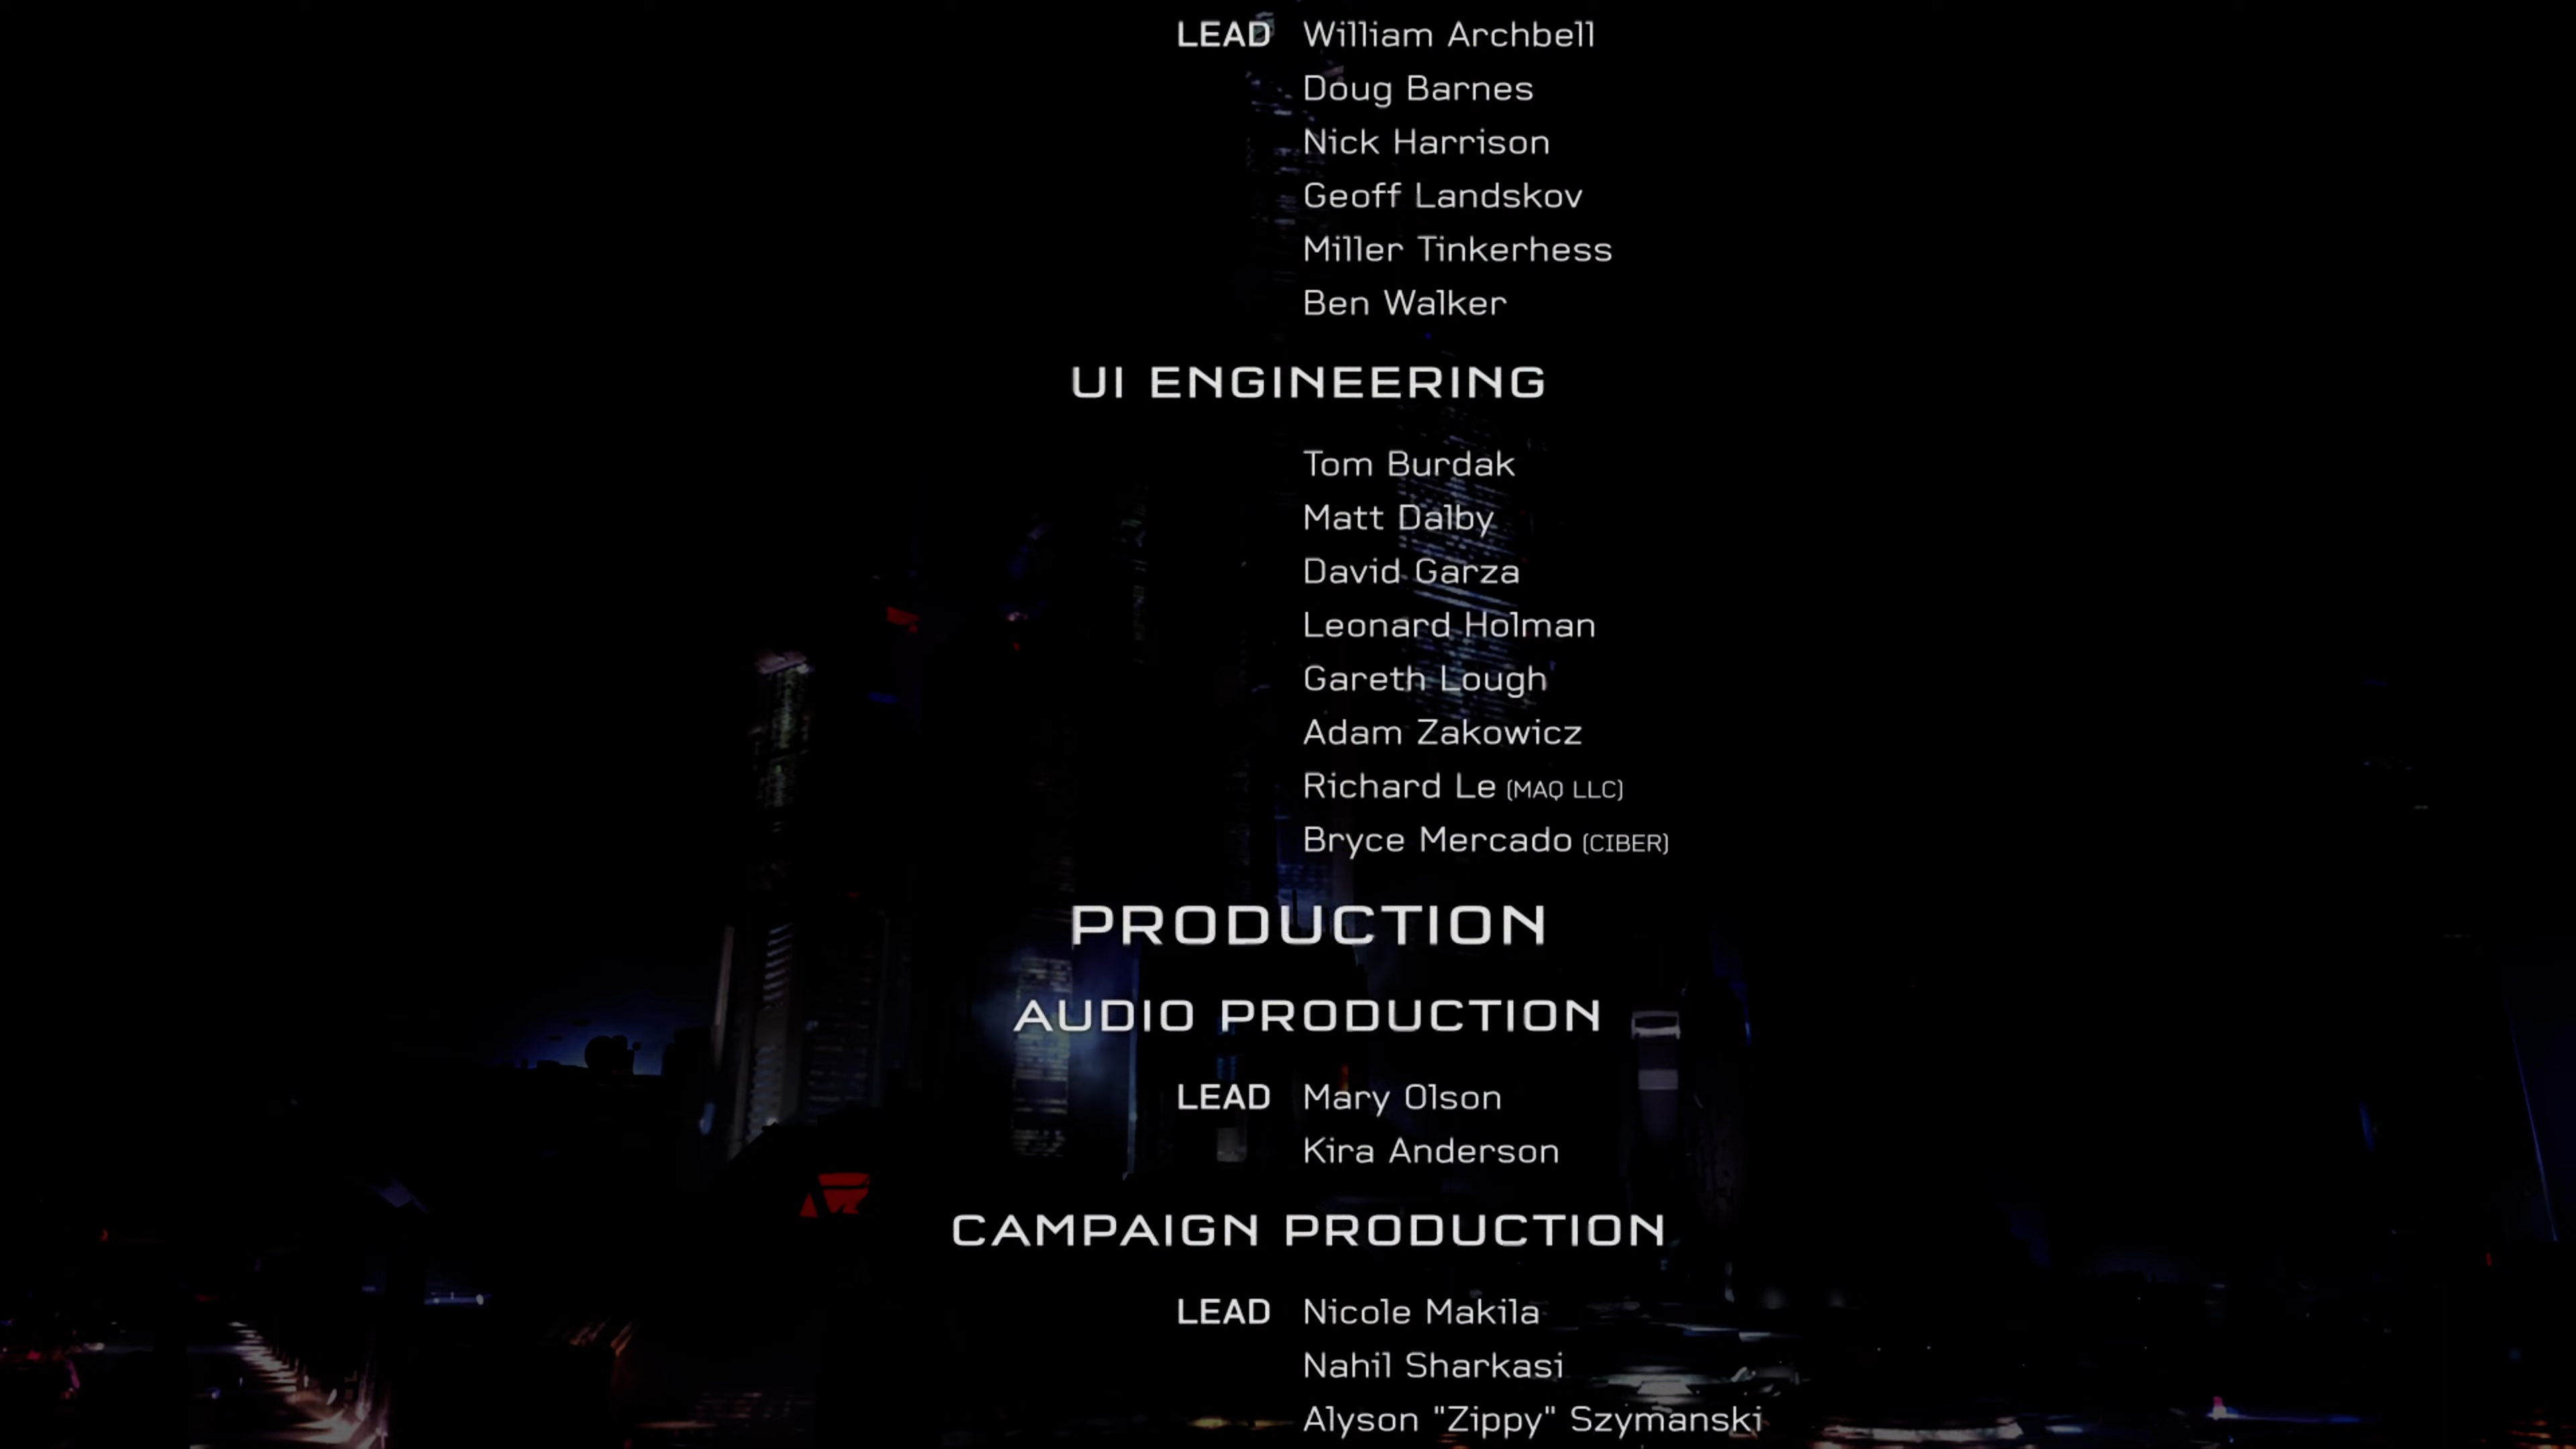 LEAD William Archbell
Doug Barnes
Nick Harrison
Geoff Landskov
Miller Tinkerhess
Ben Walker
UI ENGINEERING
Tom Burdak
Matt Dalby
David Garza
Leonard Holman
Gareth Lough
Adam Zakowicz
Richard Le (MAQ LLC)
Bryce Mercado (CIBER)
PRODUCTION
AUDIO PRODUCTION
LEAD Mary Olson
Kira Anderson
CAMPAIGN PRODUCTION
LEAD Nicole Makila
Nahil Sharkasi
Alyson "Zippy" Szymanski